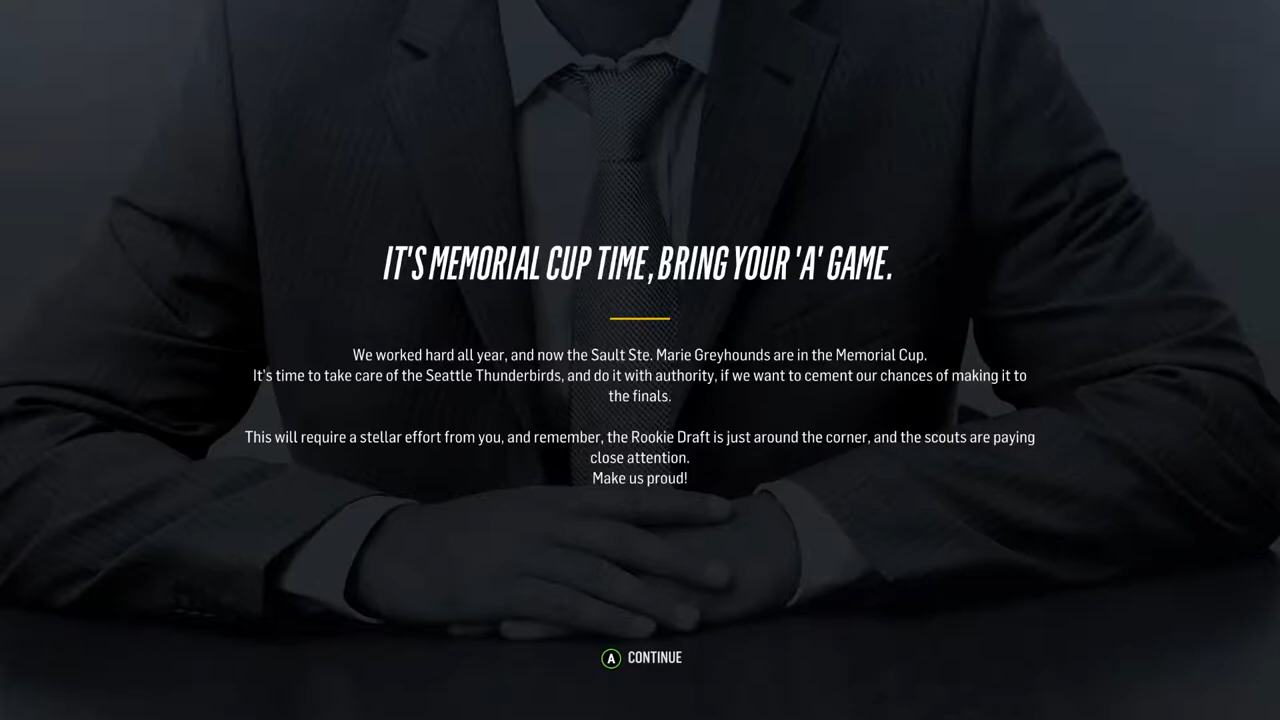 IT'S MEMORIAL CUP TIME, BRING YOUR 'A' GAME.
We worked hard all year, and now the Sault Ste. Marie Greyhounds are in the Memorial Cup.
It's time to take care of the Seattle Thunderbirds, and do it with authority, if we want to cement our chances of making it to
the finals.
This will require a stellar effort from you, and remember, the Rookie Draft is just around the corner, and the scouts are paying
close attention.
Make us proud!
A CONTINUE